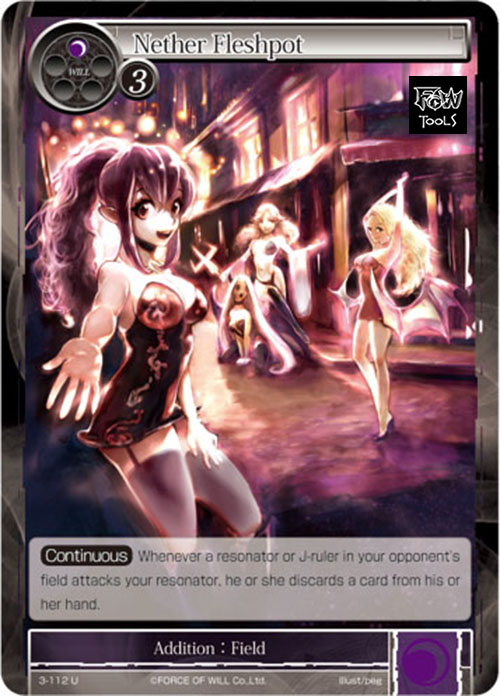 Nether Fleshpot
WILL
3
FOW
TOOLS
Continuous Whenever a resonator or J-ruler in your opponent's
field attacks your resonator, he or she discards a card from his or
her hand.
Addition : Field
3-112 U ©FORCE OF WILL Co.,Ltd. Illust/peg